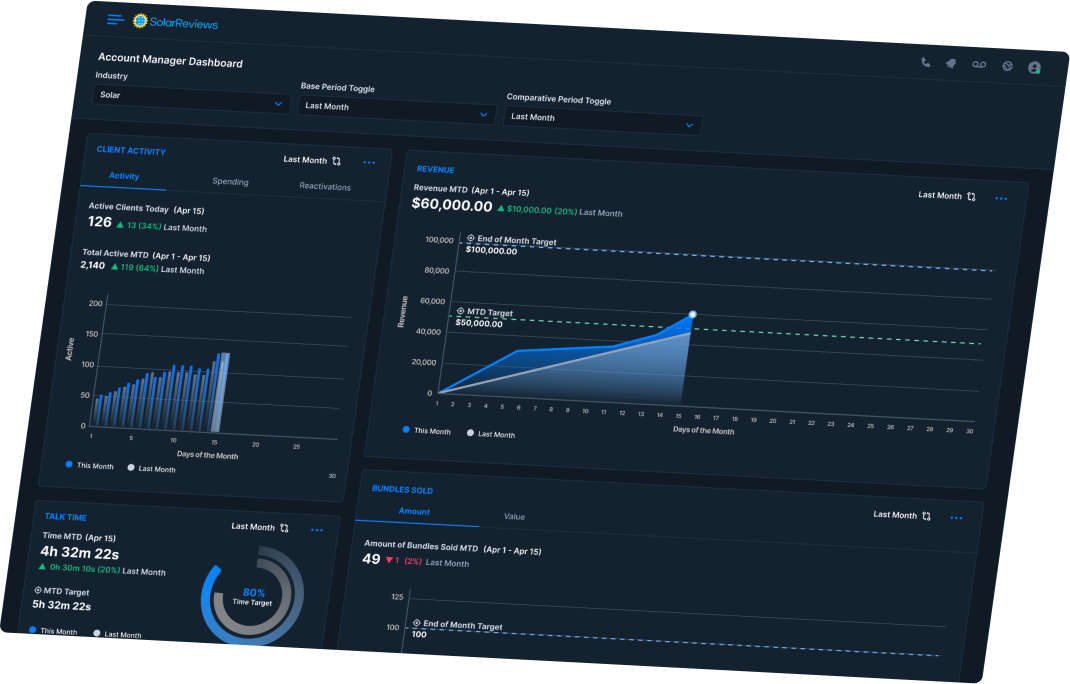 SolarReviews
Account Manager Dashboard
Industry
Solar
Base Period Toggle
Last Month
Comparative Period Toggle
Last Month
CLIENT ACTIVITY
Last Month
Activity
Spending
Reactivations
Active Clients Today (Apr 15)
126 13 (34%) Last Month
Total Active MTD (Apr 1 - Apr 15)
2,140 119 (64%) Last Month
200
150
100
50
0
Active
1 5 10 15 20 25 30
Days of the Month
This Month Last Month
REVENUE
Last Month
Revenue MTD (Apr 1 - Apr 15)
$60,000.00 $10,000.00 (20%) Last Month
100,000
80,000
60,000
40,000
20,000
0
Revenue
End of Month Target
$100,000.00
MTD Target
$50,000.00
1 2 3 4 5 6 7 8 9 10 11 12 13 14 15 16 17 18 19 20 21 22 23 24 25 26 27 28 29 30
Days of the Month
This Month Last Month
TALK TIME
Last Month
Time MTD (Apr 15)
4h 32m 22s
0h 30m 10s (20%) Last Month
MTD Target
5h 32m 22s
This Month Last Month
80%
Time Target
BUNDLES SOLD
Last Month
Amount
Value
Amount of Bundles Sold MTD (Apr 1 - Apr 15)
49 1 (2%) Last Month
125
100
End of Month Target
100